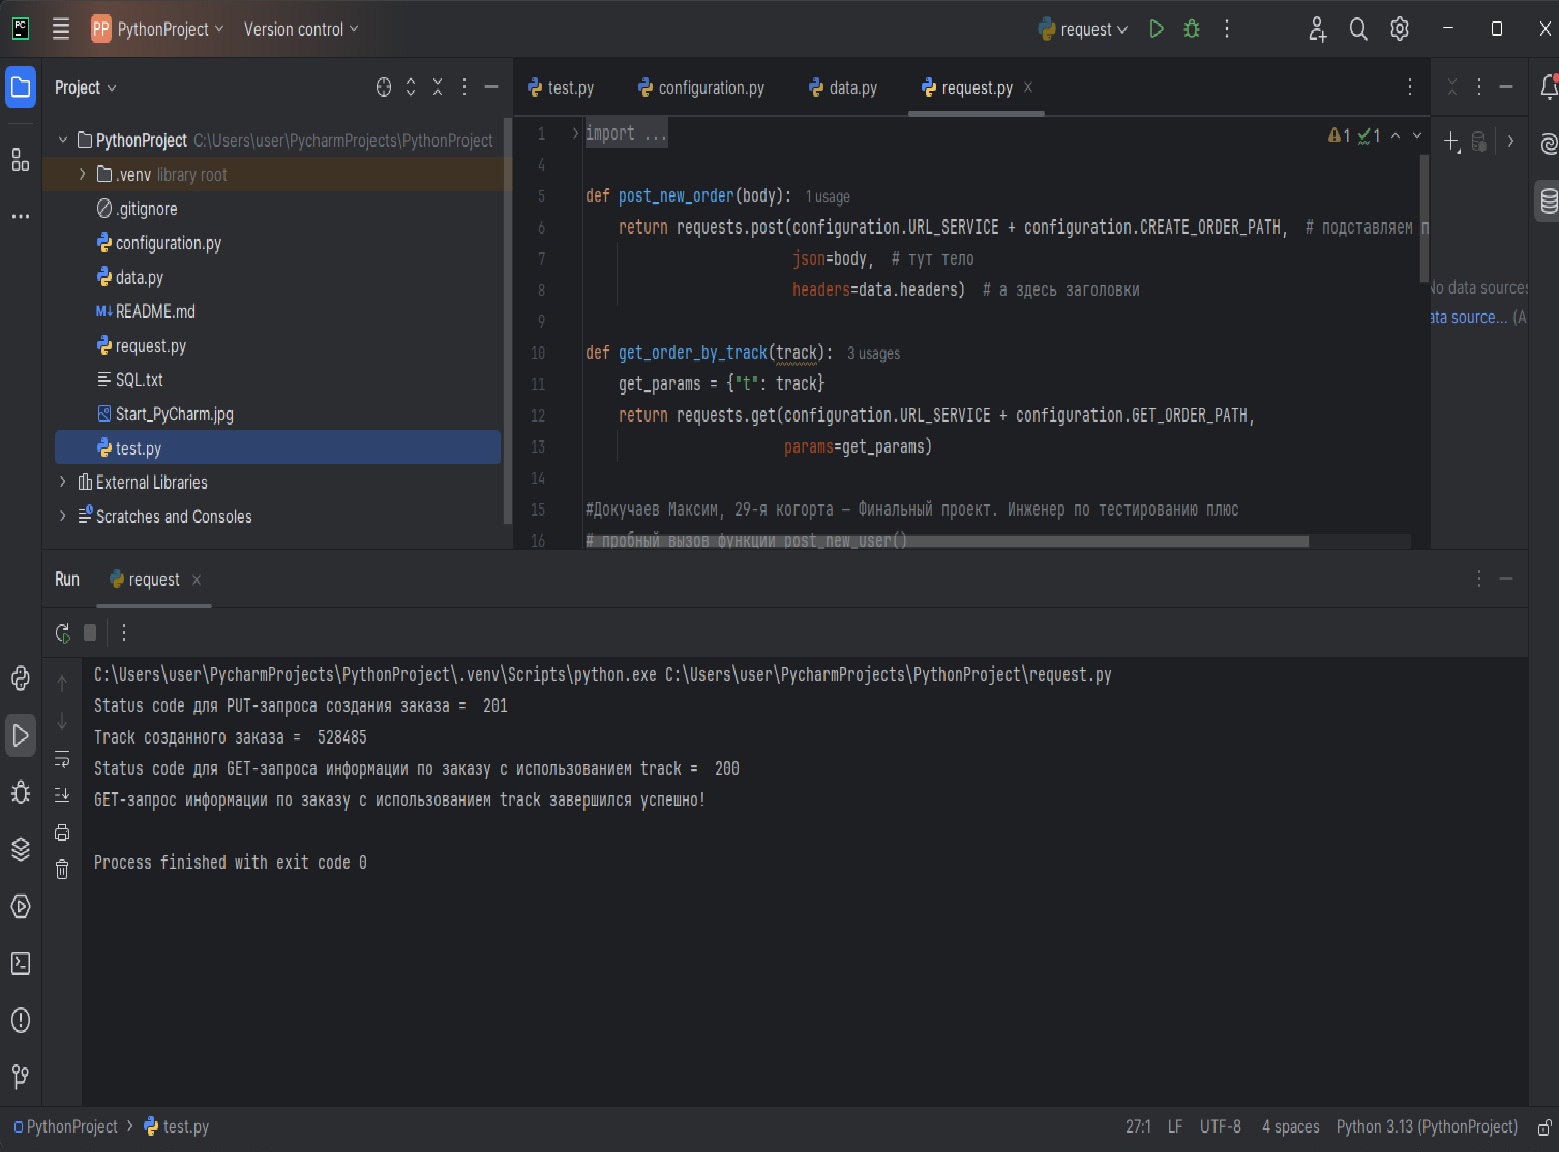 PC
PP PythonProject Version control request
Project
test.py configuration.py data.py request.py
PythonProject C:\Users\user\PycharmProjects\PythonProject
.venv library root
.gitignore
configuration.py
data.py
README.md
request.py
SQL.txt
Start_PyCharm.jpg
test.py
External Libraries
Scratches and Consoles
1 import ... 1 1
4
5 def post_new_order(body): 1 usage
6 return requests.post(configuration.URL_SERVICE + configuration.CREATE_ORDER_PATH, # подставляем п
7 json=body, # тут тело
8 headers=data.headers) # а здесь заголовки
9
10 def get_order_by_track(track): 3 usages
11 get_params = {"t": track}
12 return requests.get(configuration.URL_SERVICE + configuration.GET_ORDER_PATH,
13 params=get_params)
14
15 #Докучаев Максим, 29-я когорта — Финальный проект. Инженер по тестированию плюс
16 # пробный вызов функции post_new_user()
No data sources
ata source... (A
Run request
C:\Users\user\PycharmProjects\PythonProject\.venv\Scripts\python.exe C:\Users\user\PycharmProjects\PythonProject\request.py
Status code для PUT-запроса создания заказа =  201
Track созданного заказа =  528485
Status code для GET-запроса информации по заказу с использованием track =  200
GET-запрос информации по заказу с использованием track завершился успешно!
Process finished with exit code 0
PythonProject > test.py 27:1 LF UTF-8 4 spaces Python 3.13 (PythonProject)